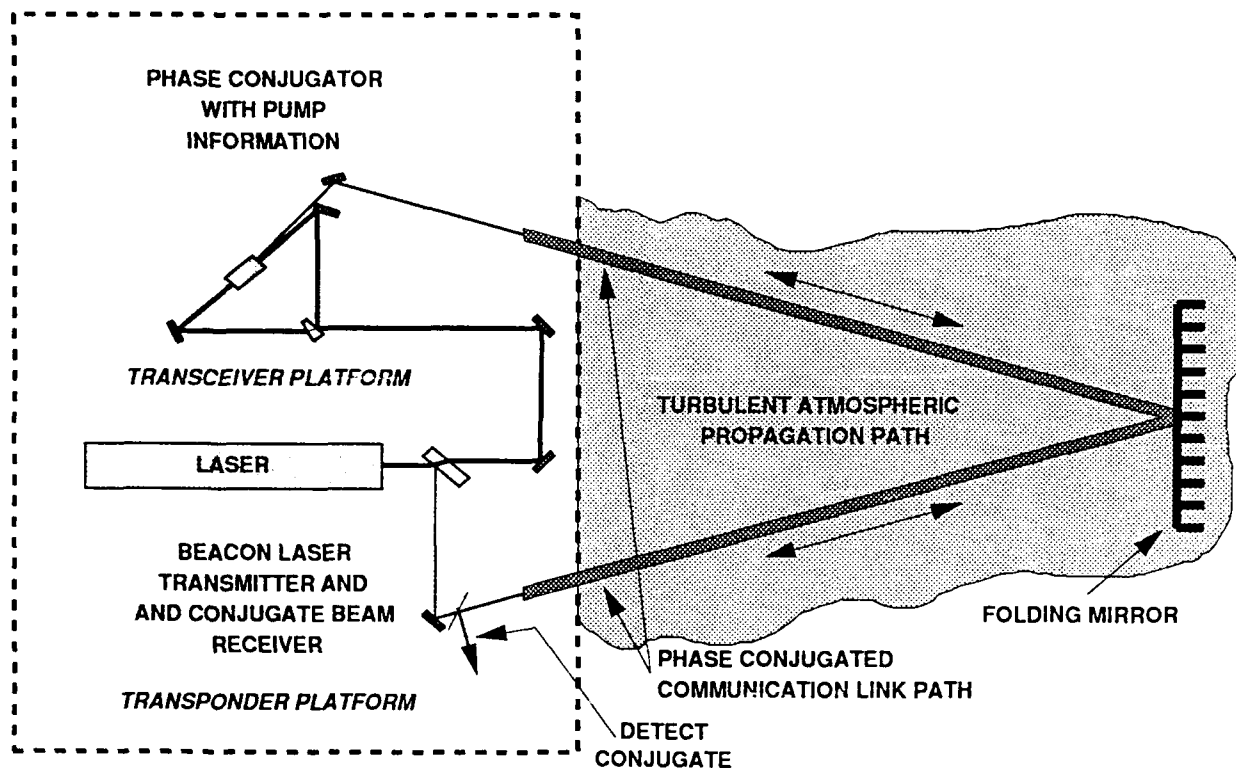 PHASE CONJUGATOR
WITH PUMP
INFORMATION
TRANSCEIVER PLATFORM
LASER
BEACON LASER
TRANSMITTER AND
AND CONJUGATE BEAM
RECEIVER
TRANSPONDER PLATFORM
TURBULENT ATMOSPHERIC
PROPAGATION PATH
FOLDING MIRROR
PHASE CONJUGATED
COMMUNICATION LINK PATH
DETECT
CONJUGATE